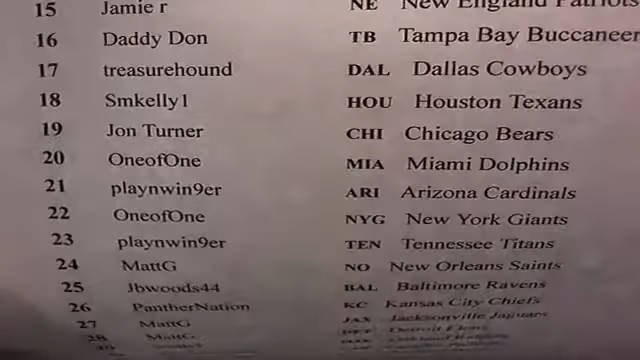 15 Jamie r NE New England Patriots
16 Daddy Don TB Tampa Bay Buccaneer
17 treasurehound DAL Dallas Cowboys
18 Smkelly1 HOU Houston Texans
19 Jon Turner CHI Chicago Bears
20 OneofOne MIA Miami Dolphins
21 playnwin9er ARI Arizona Cardinals
22 OneofOne NYG New York Giants
23 playnwin9er TEN Tennessee Titans
24 MattG NO New Orleans Saints
25 Jbwoods44 BAL Baltimore Ravens
26 PantherNation KC Kansas City Chiefs
27 MattG JAX Jacksonville Jaguars
28 MattG